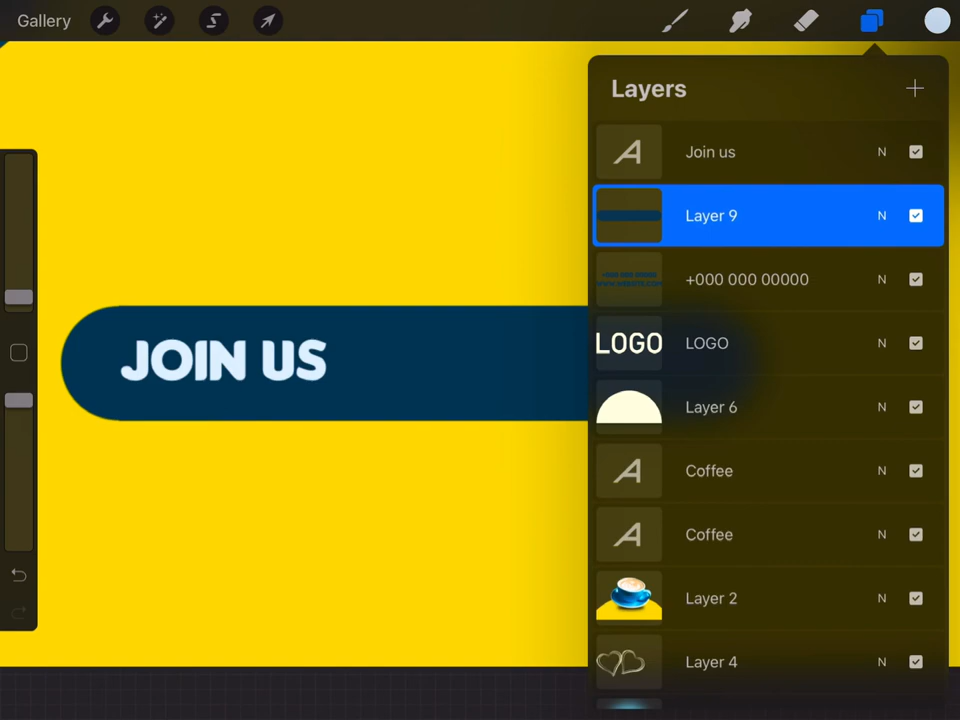 Gallery
Layers
Join us N
Layer 9 N
+000 000 00000 N
LOGO LOGO N
Layer 6 N
Coffee N
Coffee N
Layer 2 N
Layer 4 N
JOIN US